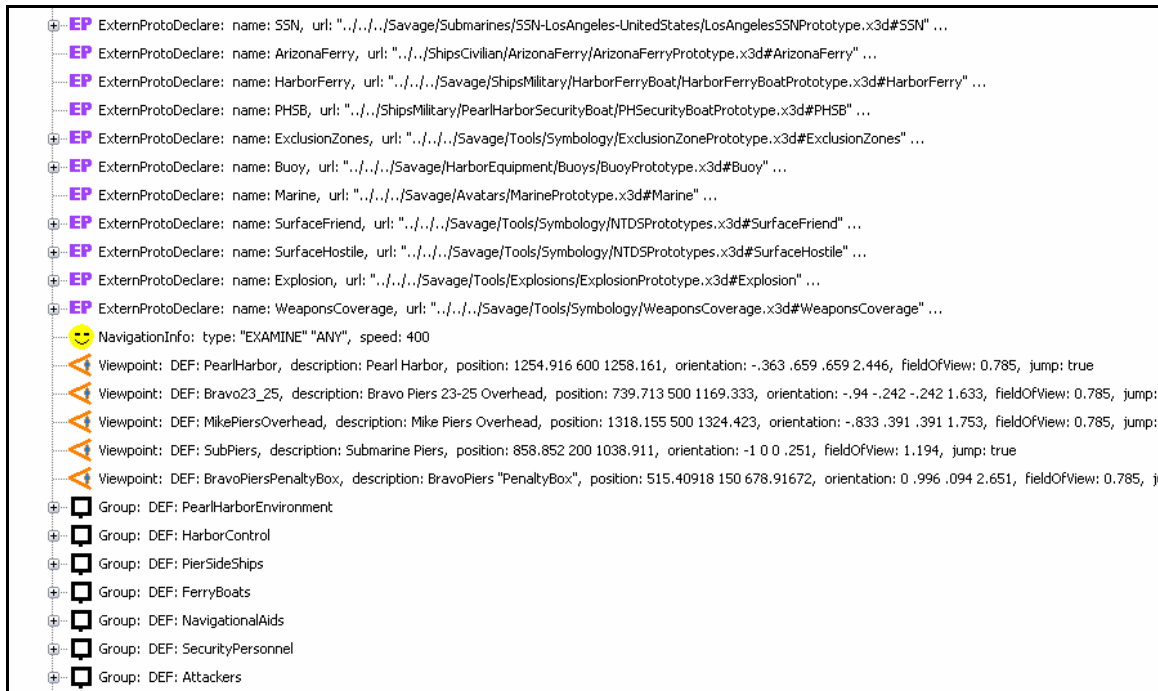 EP ExternProtoDeclare: name: SSN, url: "../../../Savage/Submarines/SSN-LosAngeles-UnitedStates/LosAngelesSSNPrototype.x3d#SSN" ...
EP ExternProtoDeclare: name: ArizonaFerry, url: "../../ShipsCivilian/ArizonaFerry/ArizonaFerryPrototype.x3d#ArizonaFerry" ...
EP ExternProtoDeclare: name: HarborFerry, url: "../../../Savage/ShipsMilitary/HarborFerryBoat/HarborFerryBoatPrototype.x3d#HarborFerry" ...
EP ExternProtoDeclare: name: PHSB, url: "../../ShipsMilitary/PearlHarborSecurityBoat/PHSecurityBoatPrototype.x3d#PHSB"
EP ExternProtoDeclare: name: ExclusionZones, url: "../../../Savage/Tools/Symbology/ExclusionZonePrototype.x3d#ExclusionZones" ...
EP ExternProtoDeclare: name: Buoy, url: "../../../Savage/HarborEquipment/Buoys/BuoyPrototype.x3d#Buoy"
EP ExternProtoDeclare: name: Marine, url: "../../../Savage/Avatars/MarinePrototype.x3d#Marine" ...
EP ExternProtoDeclare: name: SurfaceFriend, url: "../../../Savage/Tools/Symbology/NTDSPrototypes.x3d#SurfaceFriend" ...
EP ExternProtoDeclare: name: SurfaceHostile, url: "../../../Savage/Tools/Symbology/NTDSPrototypes.x3d#SurfaceHostile" ...
EP ExternProtoDeclare: name: Explosion, url: "../../../Savage/Tools/Explosions/ExplosionPrototype.x3d#Explosion" ...
EP ExternProtoDeclare: name: WeaponsCoverage, url: "../../../Savage/Tools/Symbology/WeaponsCoverage.x3d#WeaponsCoverage" ...
NavigationInfo: type: "EXAMINE" "ANY", speed: 400
Viewpoint: DEF: PearlHarbor, description: Pearl Harbor, position: 1254.916 600 1258.161, orientation: -.363 .659 .659 2.446, fieldOfView: 0.785, jump: true
Viewpoint: DEF: Bravo23_25, description: Bravo Piers 23-25 Overhead, position: 739.713 500 1169.333, orientation: -.94 -.242 -.242 1.633, fieldOfView: 0.785, jump:
Viewpoint: DEF: MikePiersOverhead, description: Mike Piers Overhead, position: 1318.155 500 1324.423, orientation: -.833 .391 .391 1.753, fieldOfView: 0.785, jump:
Viewpoint: DEF: SubPiers, description: Submarine Piers, position: 858.852 200 1038.911, orientation: -1 0 0 .251, fieldOfView: 1.194, jump: true
Viewpoint: DEF: BravoPiersPenaltyBox, description: BravoPiers "PenaltyBox", position: 515.40918 150 678.91672, orientation: 0 .996 .094 2.651, fieldOfView: 0.785, j
Group: DEF: PearlHarborEnvironment
Group: DEF: HarborControl
Group: DEF: PierSideShips
Group: DEF: FerryBoats
Group: DEF: NavigationalAids
Group: DEF: SecurityPersonnel
Group: DEF: Attackers